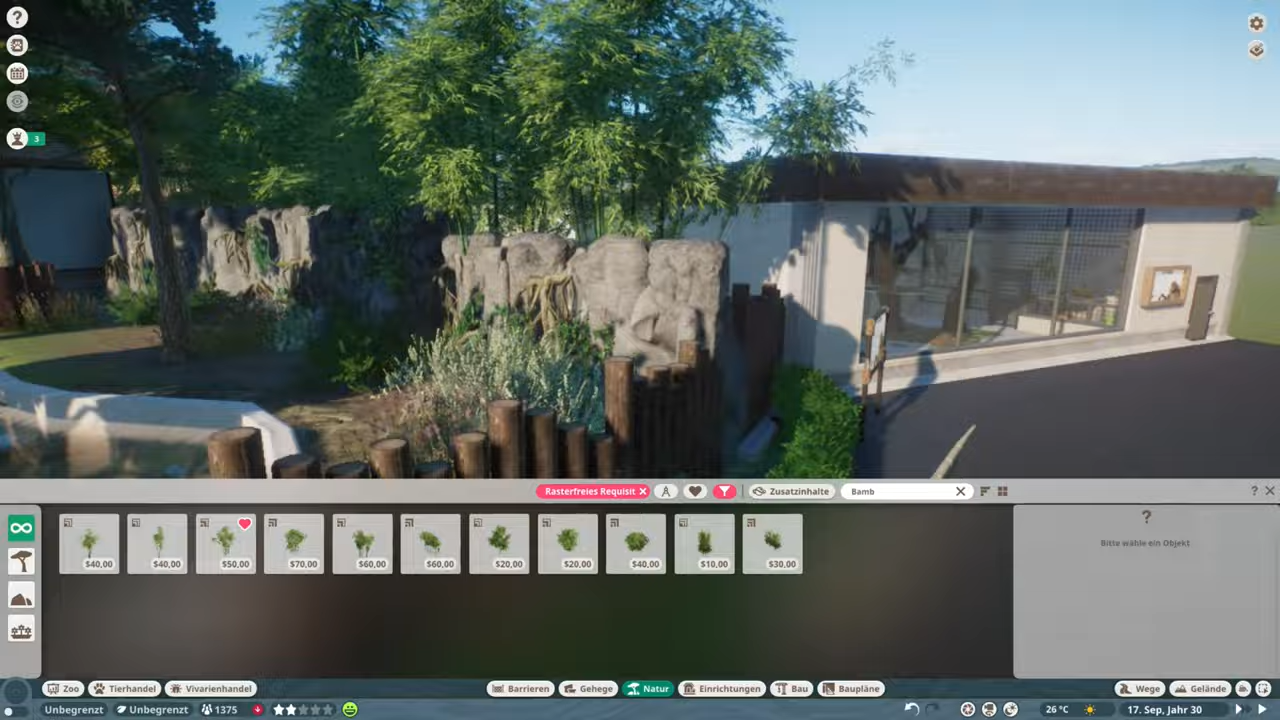 3
Rasterfreies Requisit
Zusatzinhalte
Bamb
?
?
Bitte wähle ein Objekt
$40,00
$40,00
$50,00
$70,00
$60,00
$60,00
$20,00
$20,00
$40,00
$10,00
$30,00
Zoo
Tierhandel
Vivarienhandel
Barrieren
Gehege
Natur
Einrichtungen
Bau
Baupläne
Wege
Gelände
Unbegrenzt
Unbegrenzt
1375
26 °C
17. Sep, Jahr 30